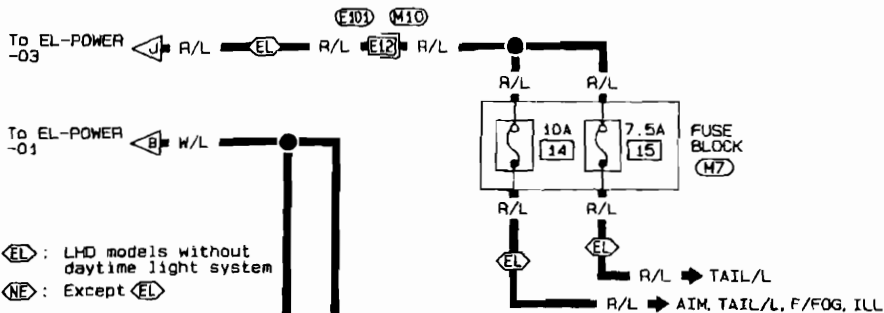 E101 M10
To EL-POWER
-03
J R/L EL R/L E12 R/L
R/L R/L
To EL-POWER
-01
B W/L
10A
14
7.5A
15
FUSE
BLOCK
M7
R/L R/L
EL EL
EL : LHD models without
daytime light system
NE : Except EL
R/L TAIL/L
R/L AIM, TAIL/L, F/FOG, ILL